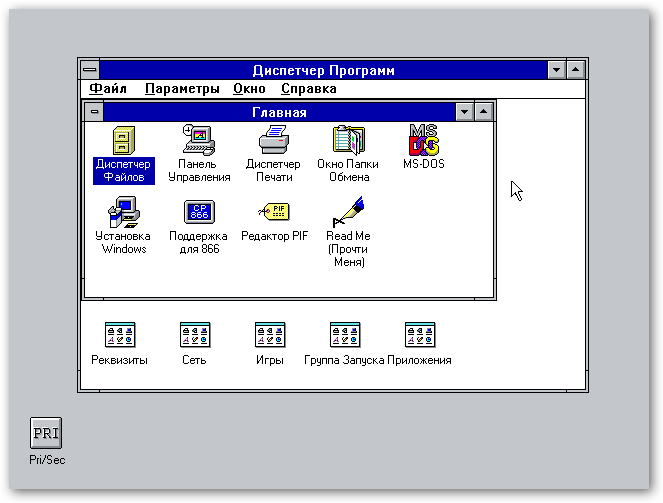 Диспетчер Программ
Файл Параметры Окно Справка
Главная
Диспетчер
Файлов
Панель
Управления
Диспетчер
Печати
Окно Папки
Обмена
MS
DOS
MS-DOS
Установка
Windows
CP
866
Поддержка
для 866
PIF
Редактор PIF
Read Me
(Прочти
Меня)
Реквизиты
Сеть
Игры
Группа Запуска
Приложения
PRI
Pri/Sec